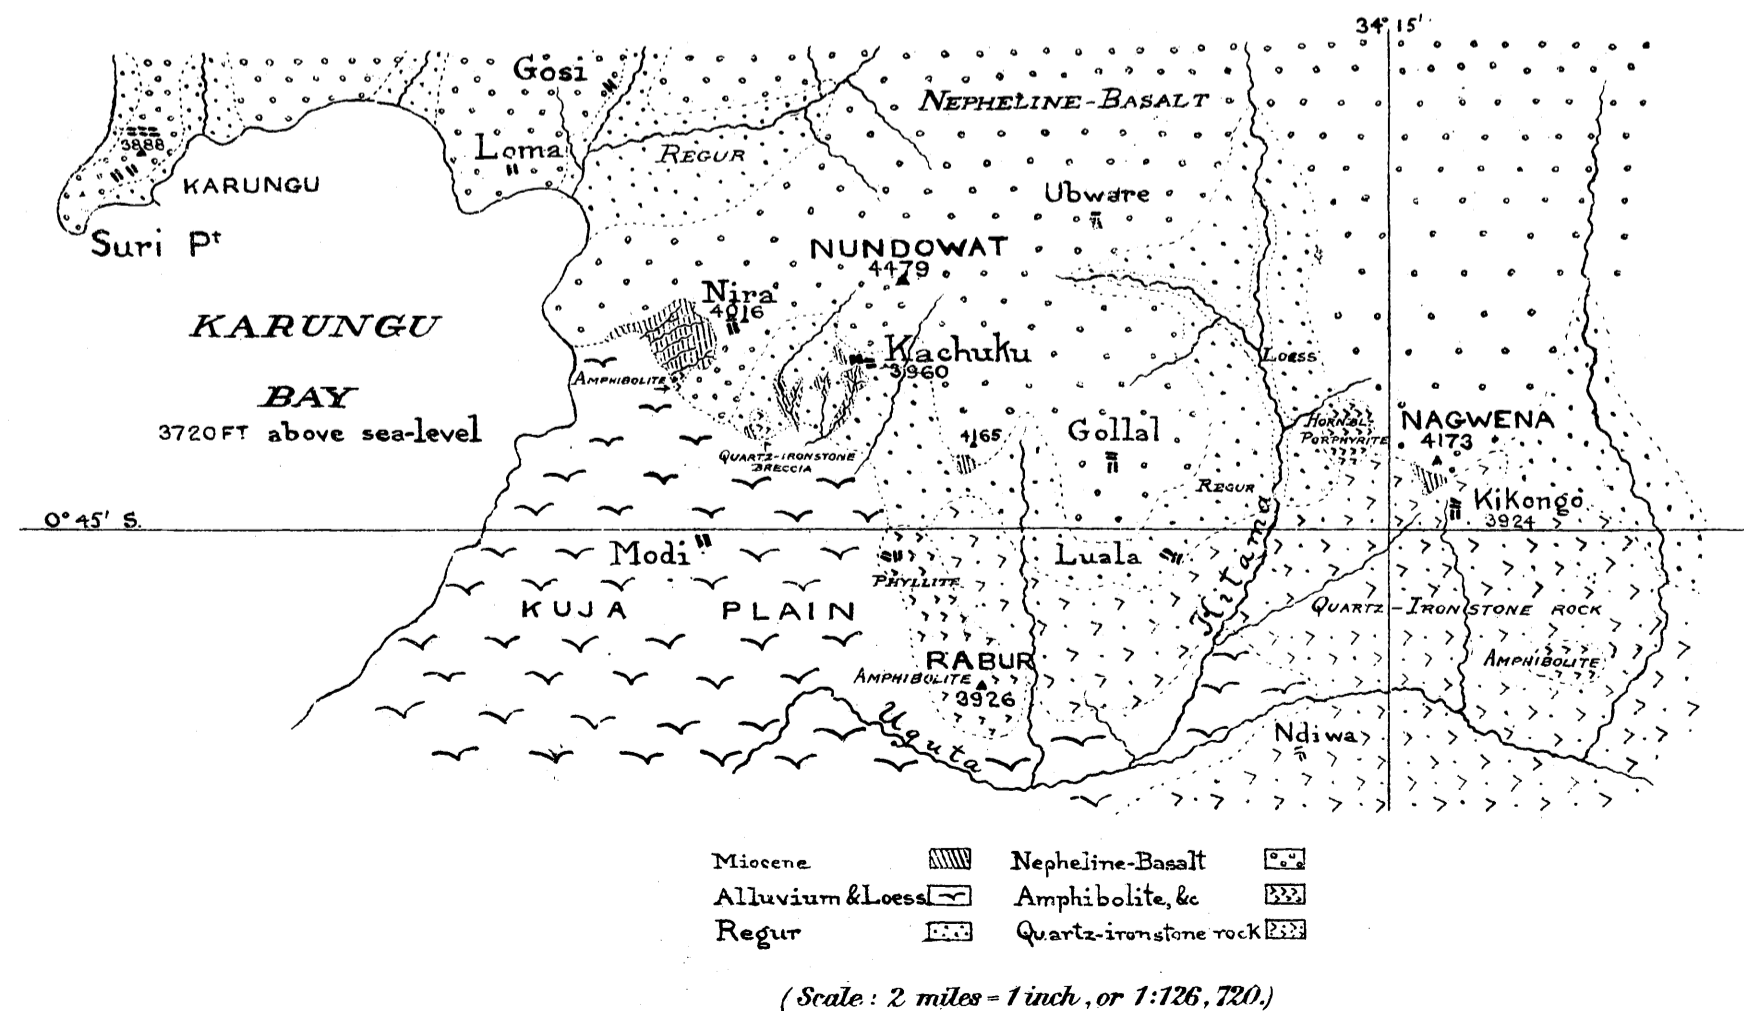 34° 15'
Gosi
NEPHELINE-BASALT
3888
Loma
REGUR
KARUNGU
Ubware
Suri Pt
NUNDOWAT
4479
Nira
4016
KARUNGU
BAY
3720 FT above sea-level
Kachuku
3960
LOESS
AMPHIBOLITE
HORNBL-
PORPHYRITE
NAGWENA
4173
4165
Gollal
QUARTZ-IRONSTONE
BRECCIA
REGUR
KiKongo
3924
0° 45' S.
Modi
Luala
PHYLLITE
Kitama
KUJA PLAIN
QUARTZ-IRONSTONE ROCK
RABUR
AMPHIBOLITE
3926
AMPHIBOLITE
Uguta
Ndiwa
Miocene
Nepheline-Basalt
Alluvium & Loess
Amphibolite, &c
Regur
Quartz-ironstone rock
(Scale: 2 miles = 1 inch, or 1:126,720.)